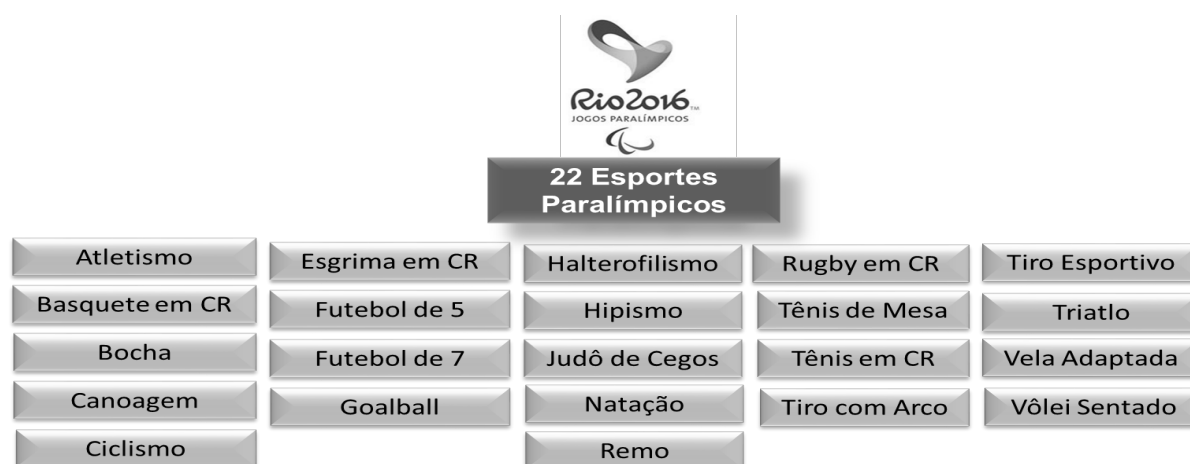 Rio2016
TM
JOGOS PARALÍMPICOS
22 Esportes
Paralímpicos
Atletismo
Basquete em CR
Bocha
Canoagem
Ciclismo
Esgrima em CR
Futebol de 5
Futebol de 7
Goalball
Halterofilismo
Hipismo
Judô de Cegos
Natação
Remo
Rugby em CR
Tênis de Mesa
Tênis em CR
Tiro com Arco
Tiro Esportivo
Triatlo
Vela Adaptada
Vôlei Sentado